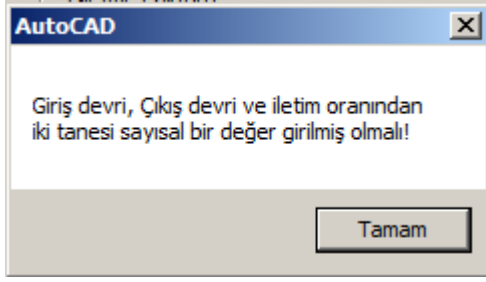 AutoCAD
Giriş devri, Çıkış devri ve iletim oranından
iki tanesi sayısal bir değer girilmiş olmalı!
Tamam